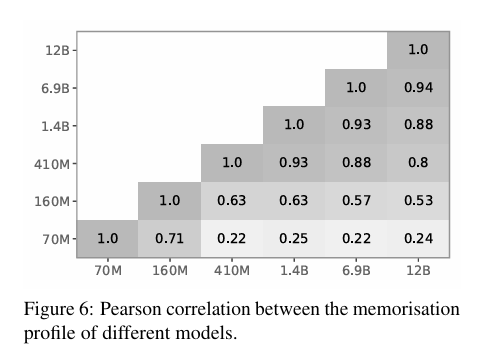 12B 1.0
6.9B 1.0 0.94
1.4B 1.0 0.93 0.88
410M 1.0 0.93 0.88 0.8
160M 1.0 0.63 0.63 0.57 0.53
70M 1.0 0.71 0.22 0.25 0.22 0.24
70M 160M 410M 1.4B 6.9B 12B
Figure 6: Pearson correlation between the memorisation
profile of different models.